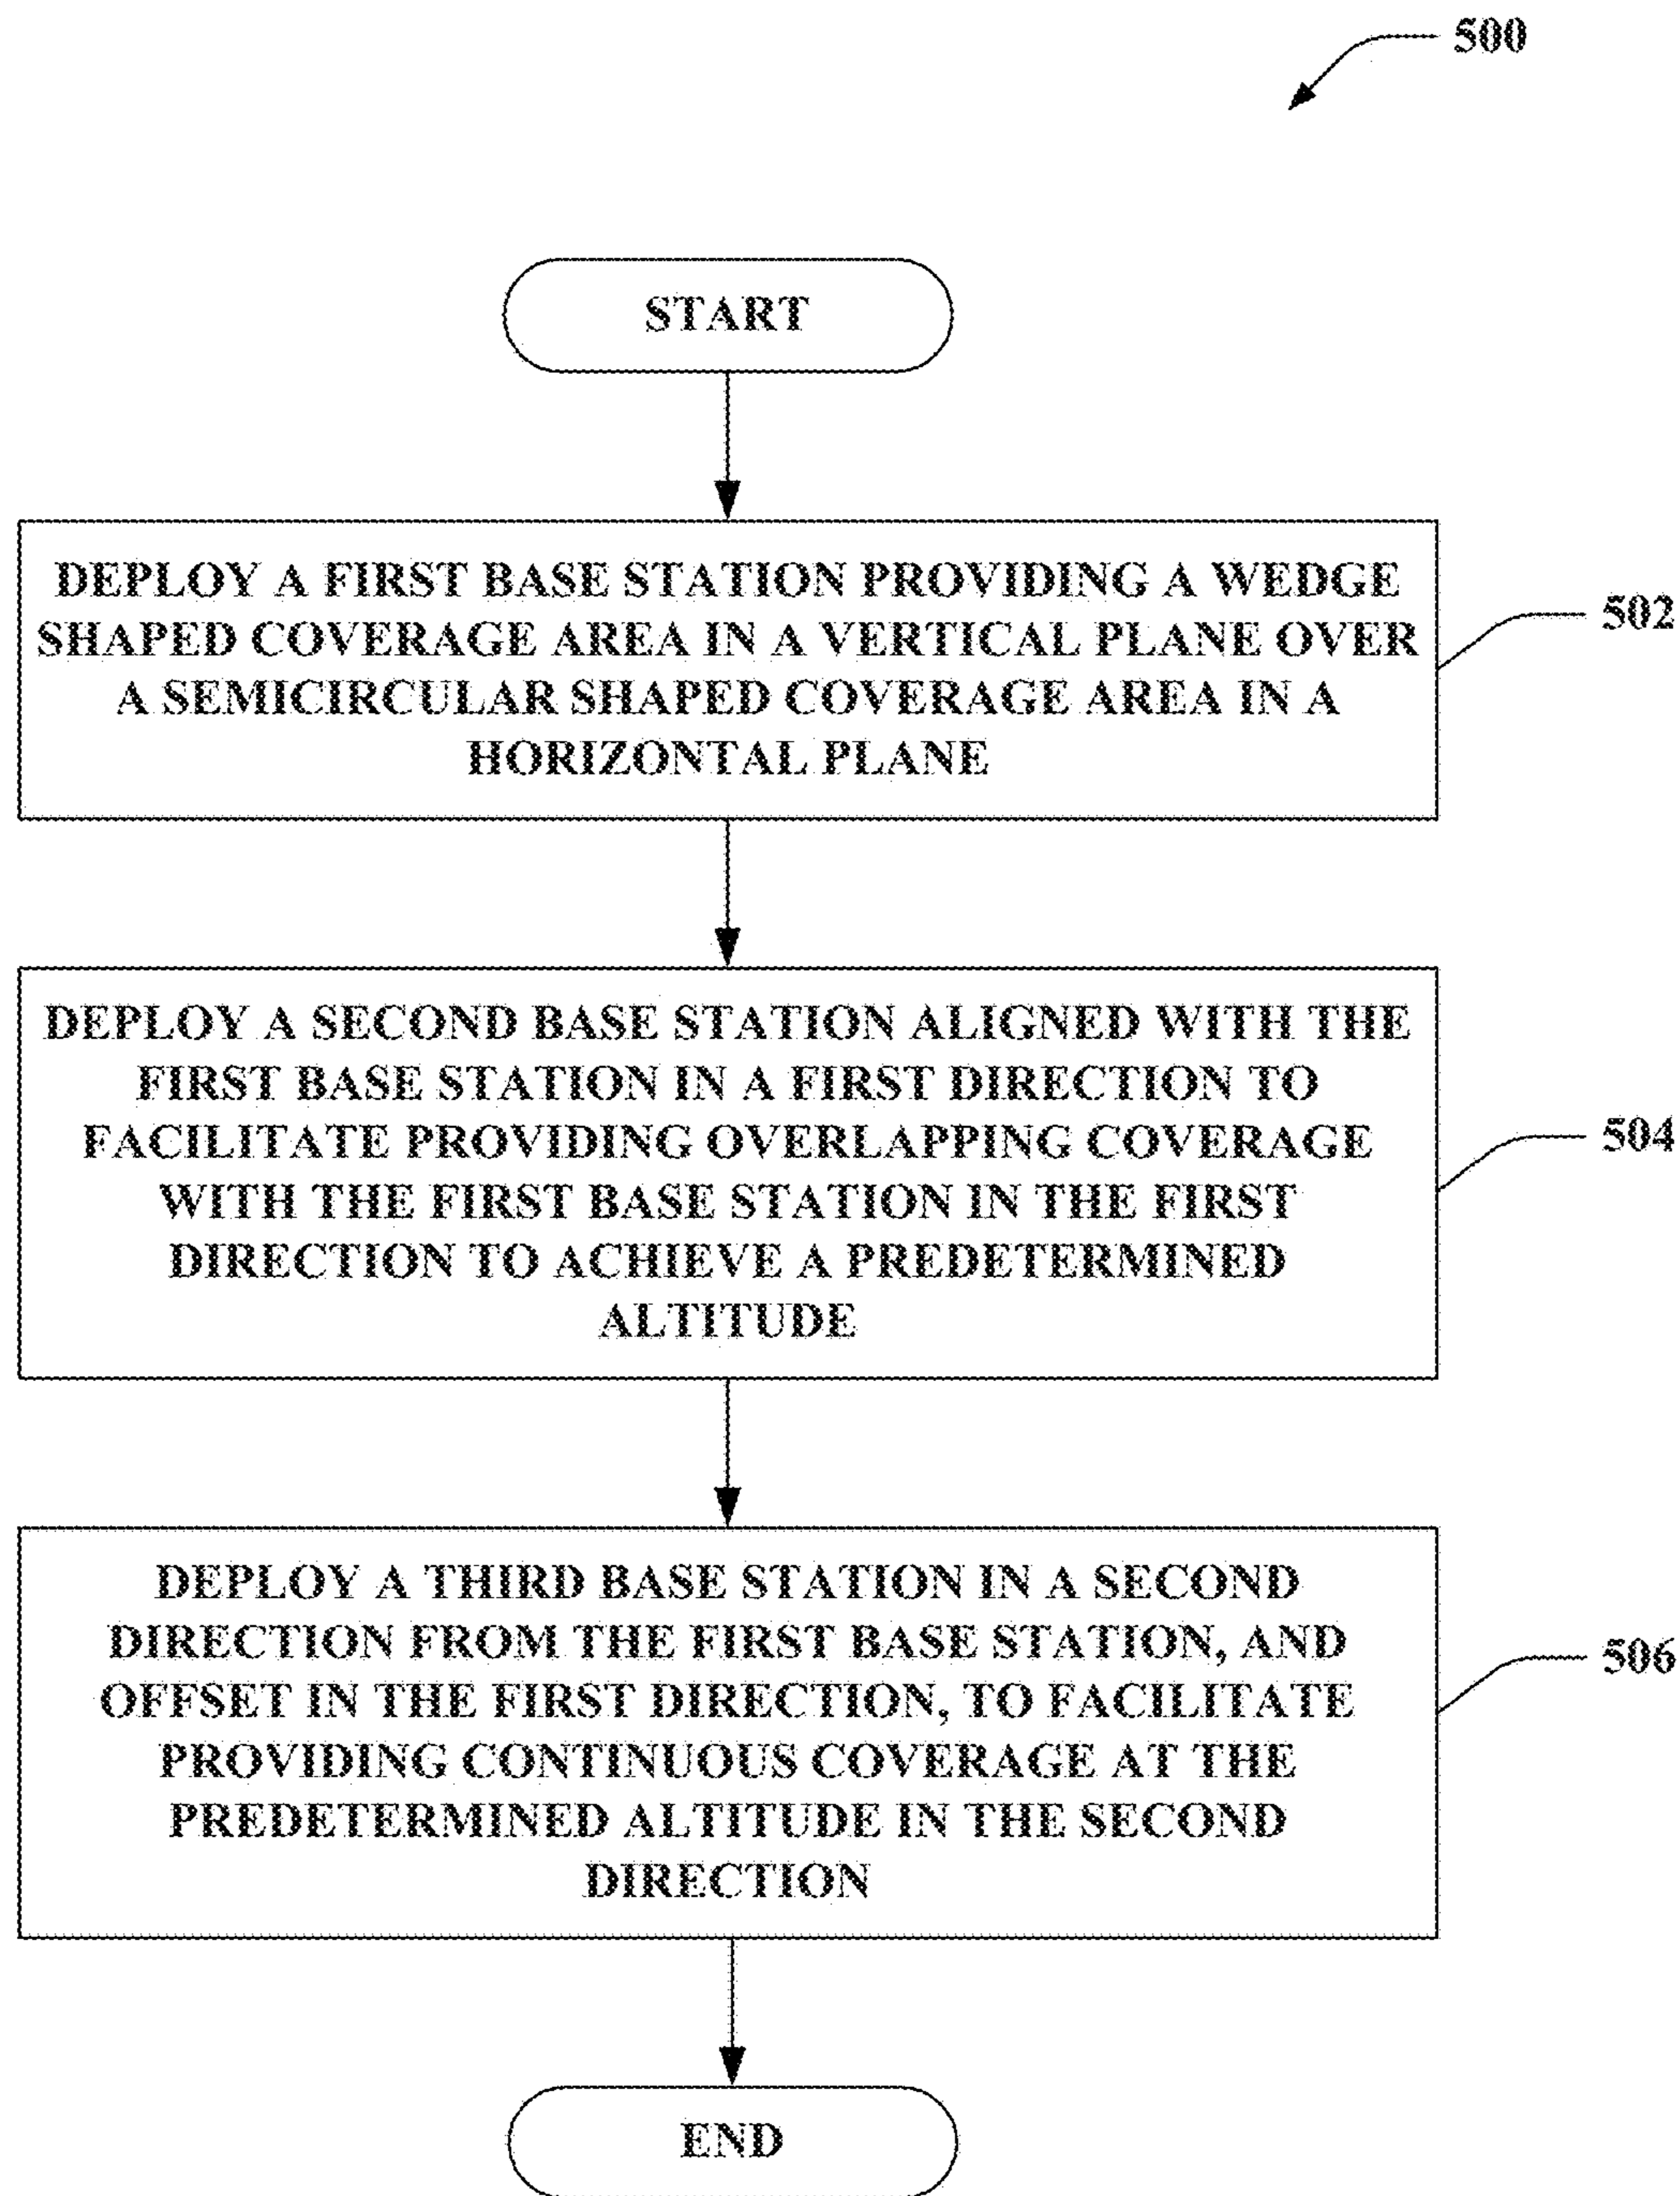 500
START
DEPLOY A FIRST BASE STATION PROVIDING A WEDGE
SHAPED COVERAGE AREA IN A VERTICAL PLANE OVER
A SEMICIRCULAR SHAPED COVERAGE AREA IN A
HORIZONTAL PLANE
502
DEPLOY A SECOND BASE STATION ALIGNED WITH THE
FIRST BASE STATION IN A FIRST DIRECTION TO
FACILITATE PROVIDING OVERLAPPING COVERAGE
WITH THE FIRST BASE STATION IN THE FIRST
DIRECTION TO ACHIEVE A PREDETERMINED
ALTITUDE
504
DEPLOY A THIRD BASE STATION IN A SECOND
DIRECTION FROM THE FIRST BASE STATION, AND
OFFSET IN THE FIRST DIRECTION, TO FACILITATE
PROVIDING CONTINUOUS COVERAGE AT THE
PREDETERMINED ALTITUDE IN THE SECOND
DIRECTION
506
END